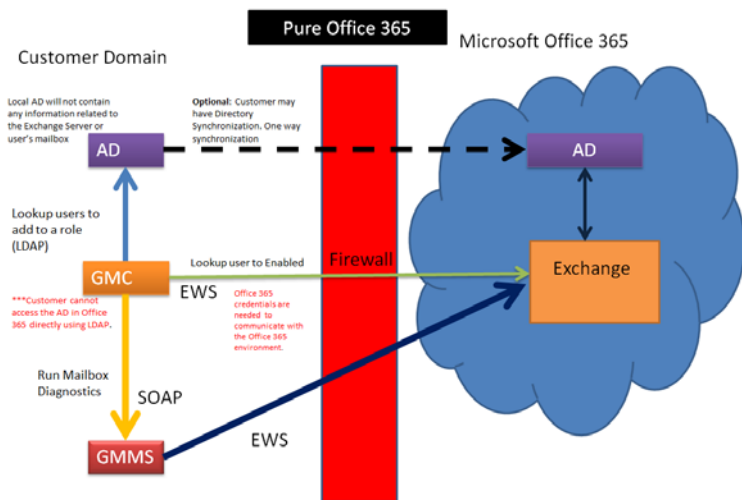 Pure Office 365
Customer Domain
Microsoft Office 365
Local AD will not contain
any information related to
the Exchange Server or
user's mailbox
Optional: Customer may
have Directory
Synchronization. One way
synchronization
AD
AD
Lookup users to
add to a role
(LDAP)
GMC
Lookup user to Enabled
Firewall
Exchange
EWS
***Customer cannot
access the AD in Office
365 directly using LDAP.
Office 365
credentials are
needed to
communicate with
the Office 365
environment.
Run Mailbox
Diagnostics
SOAP
GMMS
EWS